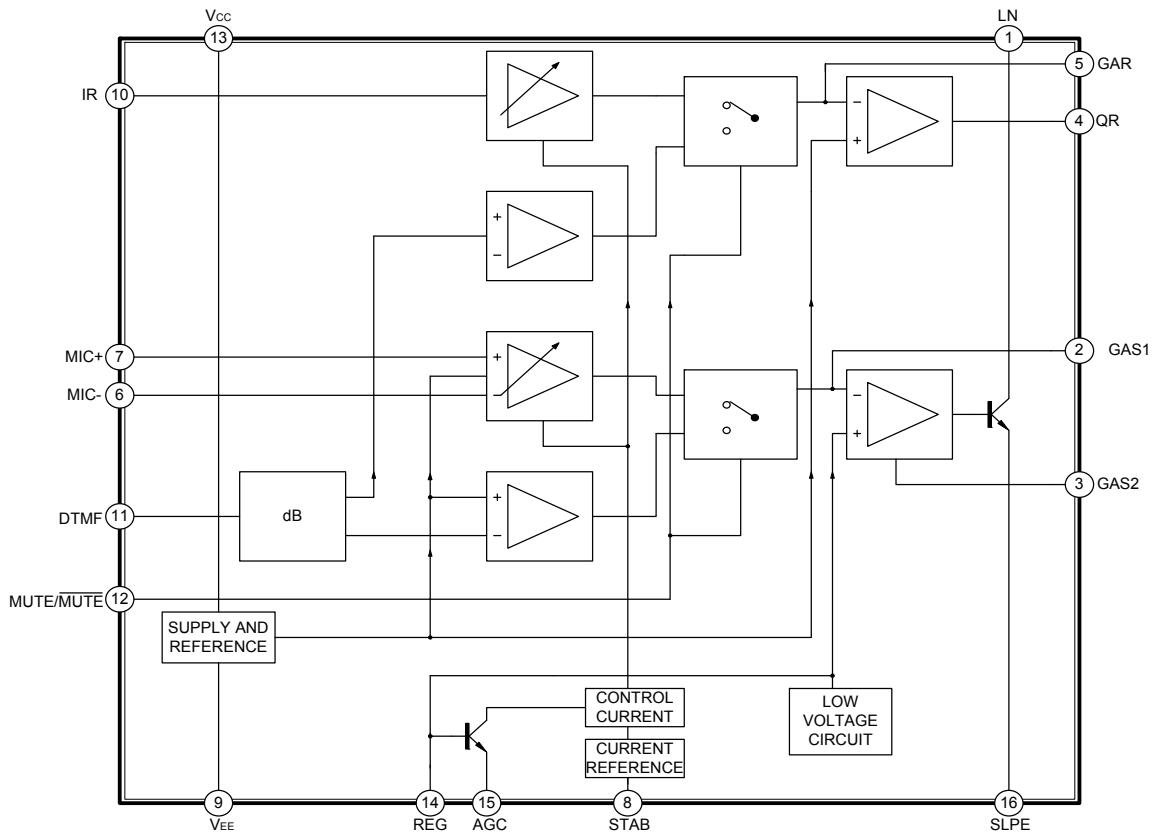 VCC
LN
13
1
5 GAR
IR 10
− 4 QR
+
+
−
MIC+ 7 +
2 GAS1
MIC- 6 −
−
+
3 GAS2
+
DTMF 11 dB
−
MUTE/MUTE 12
SUPPLY AND
REFERENCE
CONTROL
CURRENT
LOW
VOLTAGE
CIRCUIT
CURRENT
REFERENCE
9 14 15 8 16
VEE REG AGC STAB SLPE